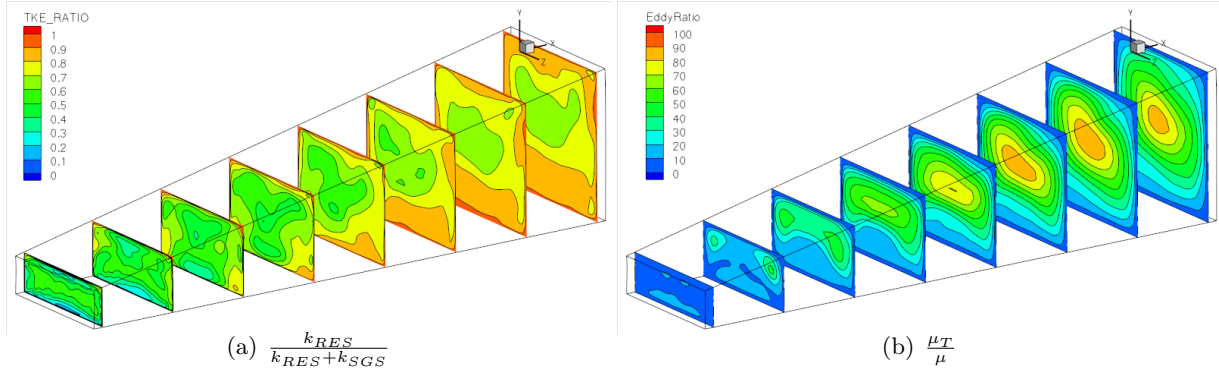 TKE_RATIO
1
0.9
0.8
0.7
0.6
0.5
0.4
0.3
0.2
0.1
0
Y
X
Z
(a) k_RES / (k_RES + k_SGS)
EddyRatio
100
90
80
70
60
50
40
30
20
10
0
Y
X
Z
(b) μ_T / μ